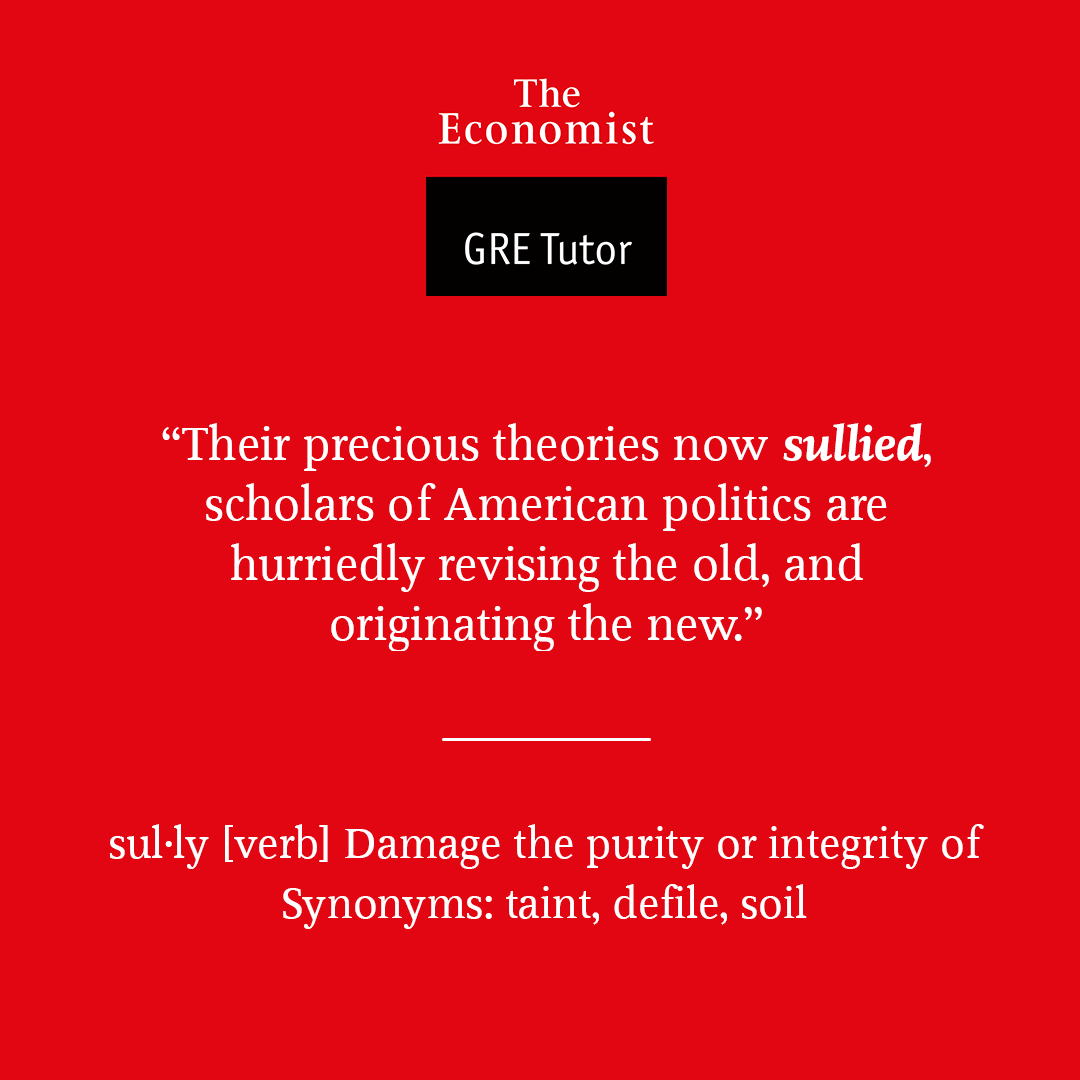 The
Economist
GRE Tutor
“Their precious theories now sullied,
scholars of American politics are
hurriedly revising the old, and
originating the new.”
sul·ly [verb] Damage the purity or integrity of
Synonyms: taint, defile, soil